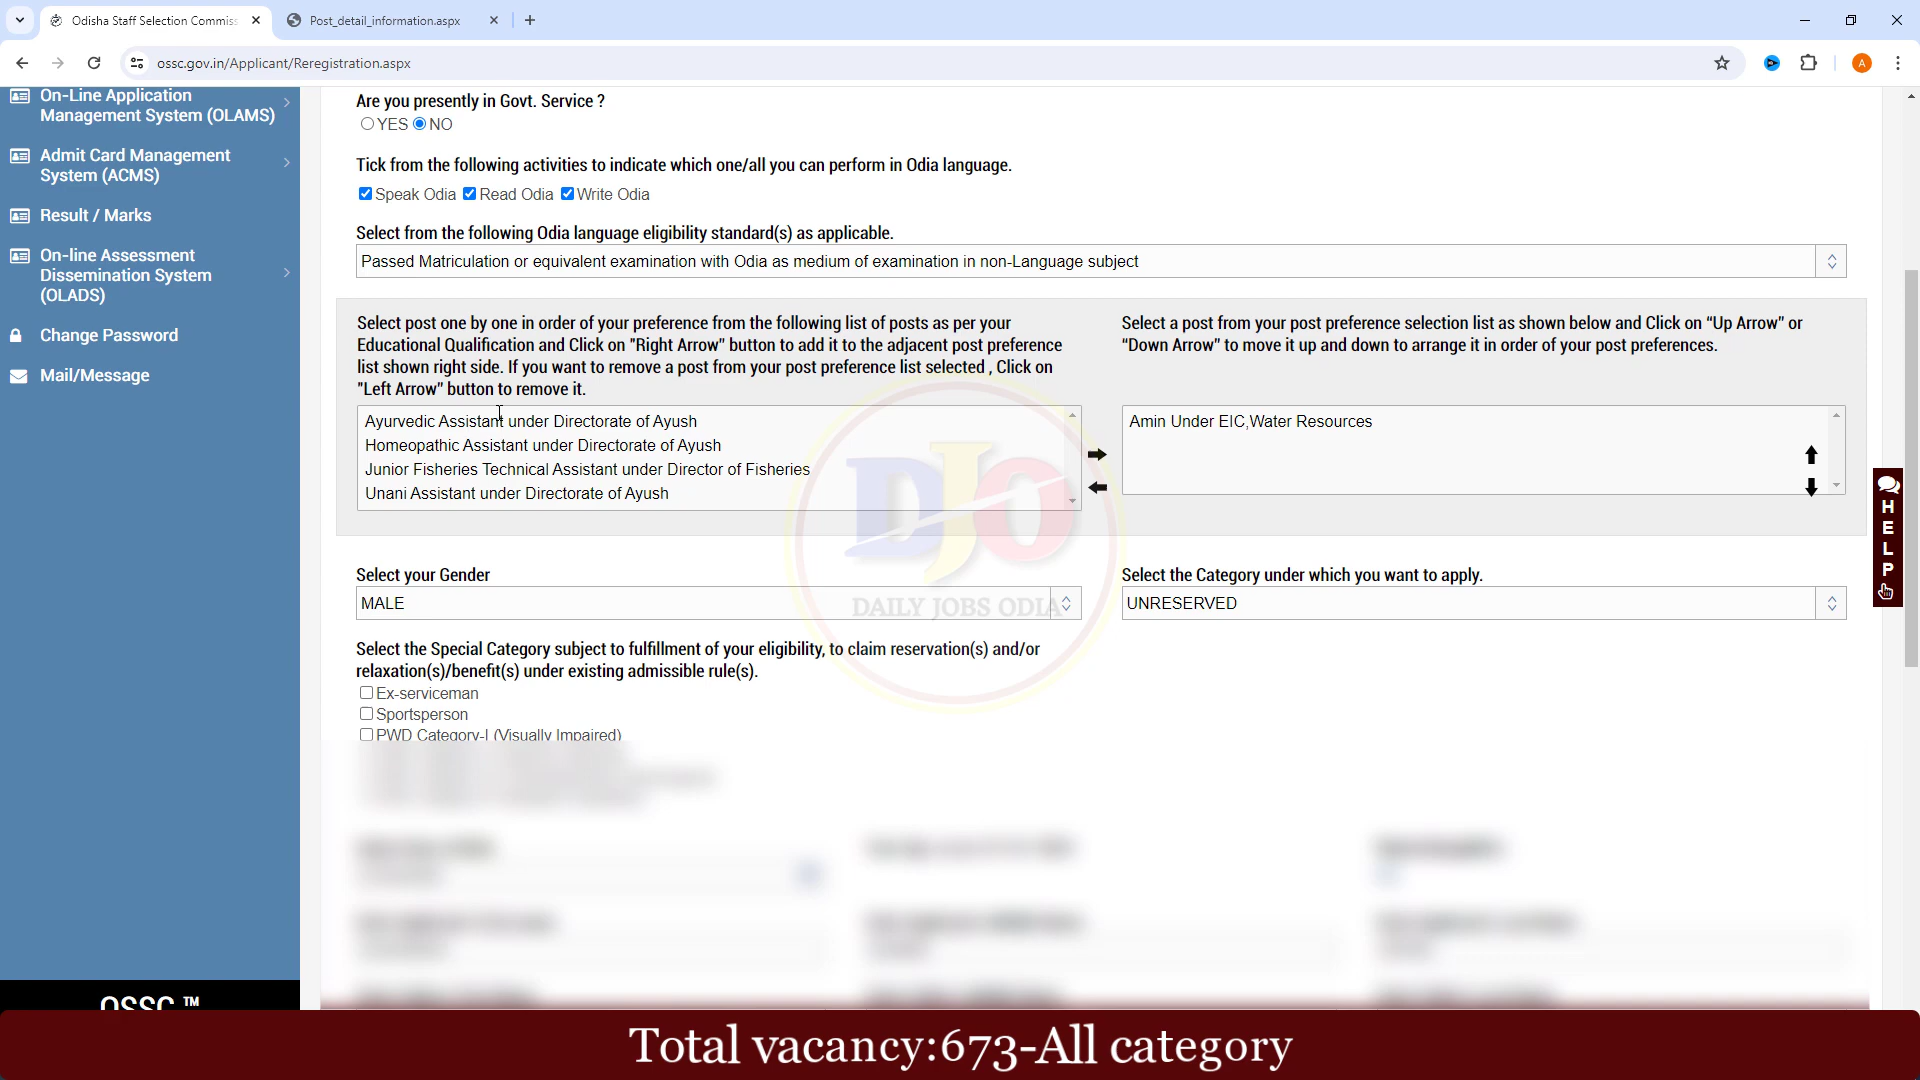 Odisha Staff Selection Commiss
Post_detail_information.aspx
ossc.gov.in/Applicant/Reregistration.aspx
A
On-Line Application
Management System (OLAMS)
Admit Card Management
System (ACMS)
Result / Marks
On-line Assessment
Dissemination System
(OLADS)
Change Password
Mail/Message
OSSC ™
Are you presently in Govt. Service ?
YES NO
Tick from the following activities to indicate which one/all you can perform in Odia language.
Speak Odia Read Odia Write Odia
Select from the following Odia language eligibility standard(s) as applicable.
Passed Matriculation or equivalent examination with Odia as medium of examination in non-Language subject
Select post one by one in order of your preference from the following list of posts as per your
Educational Qualification and Click on "Right Arrow" button to add it to the adjacent post preference
list shown right side. If you want to remove a post from your post preference list selected , Click on
"Left Arrow" button to remove it.
Ayurvedic Assistant under Directorate of Ayush
Homeopathic Assistant under Directorate of Ayush
Junior Fisheries Technical Assistant under Director of Fisheries
Unani Assistant under Directorate of Ayush
Select a post from your post preference selection list as shown below and Click on “Up Arrow” or
“Down Arrow” to move it up and down to arrange it in order of your post preferences.
Amin Under EIC,Water Resources
HELP
DJO
DAILY JOBS ODIA
Select your Gender
MALE
Select the Category under which you want to apply.
UNRESERVED
Select the Special Category subject to fulfillment of your eligibility, to claim reservation(s) and/or
relaxation(s)/benefit(s) under existing admissible rule(s).
Ex-serviceman
Sportsperson
PWD Category-I (Visually Impaired)
Total vacancy:673-All category